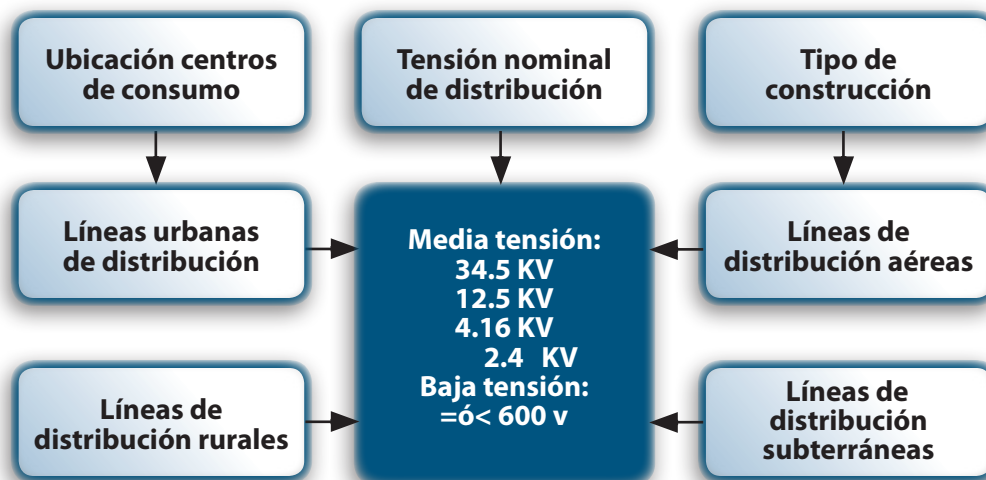 Ubicación centros
de consumo
Tensión nominal
de distribución
Tipo de
construcción
Líneas urbanas
de distribución
Media tensión:
34.5 KV
12.5 KV
4.16 KV
2.4 KV
Baja tensión:
=ó< 600 v
Líneas de
distribución aéreas
Líneas de
distribución rurales
Líneas de
distribución
subterráneas